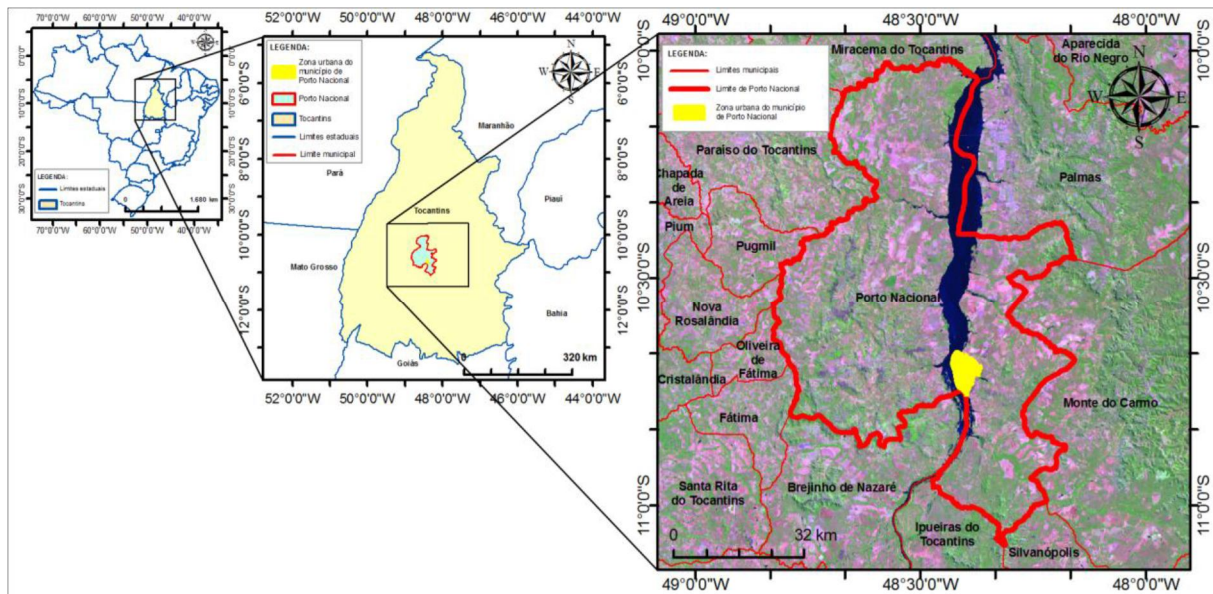 70°0'0"W 60°0'0"W 50°0'0"W 40°0'0"W
N
0°0'0"
10°0'0"S
20°0'0"S
30°0'0"S
LEGENDA:
Limites estaduais
Tocantins
0 1.680 km
70°0'0"W 60°0'0"W 50°0'0"W 40°0'0"W
52°0'0"W 50°0'0"W 48°0'0"W 46°0'0"W 44°0'0"W
LEGENDA:
Zona urbana do
município de
Porto Nacional
Porto Nacional
Tocantins
Limites estaduais
Limite municipal
N
W E
S
6°0'0"S
8°0'0"S
10°0'0"S
12°0'0"S
Maranhão
Pará
Tocantins
Piauí
Mato Grosso
Bahia
Goiás
0 320 km
52°0'0"W 50°0'0"W 48°0'0"W 46°0'0"W 44°0'0"W
49°0'0"W 48°30'0"W 48°0'0"W
LEGENDA:
Limites municipais
Limite de Porto Nacional
Zona urbana do município
de Porto Nacional
N
W E
S
10°0'0"S
10°30'0"S
11°0'0"S
Miracema do Tocantins
Aparecida
do Rio Negro
Paraiso do Tocantins
Chapada
de
Areia
Palmas
Pium
Pugmil
Porto Nacional
Nova
Rosalândia
Oliveira
de
Fátima
Cristalândia
Fátima
Monte do Carmo
Santa Rita
do Tocantins
Brejinho de Nazaré
Ipueiras do
Tocantins
Silvanópolis
0 32 km
49°0'0"W 48°30'0"W 48°0'0"W